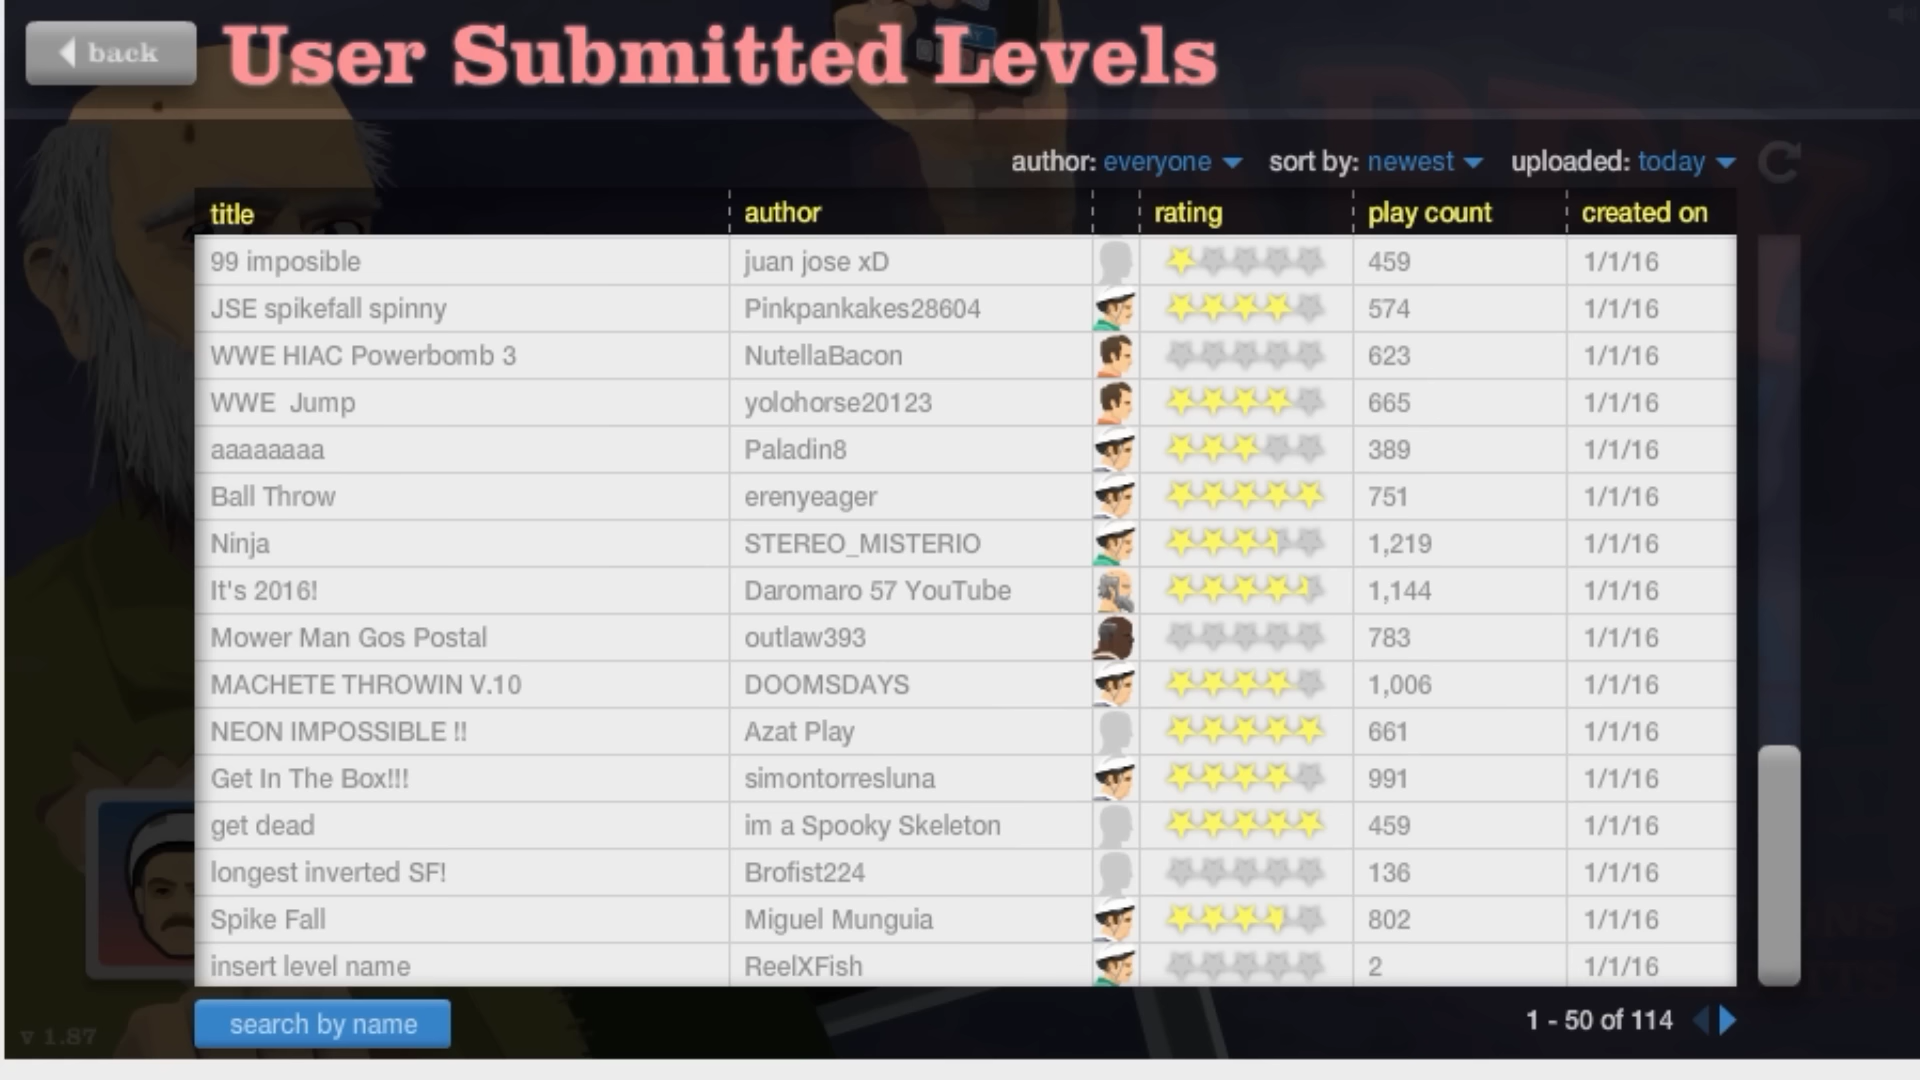 back
User Submitted Levels
author: everyone sort by: newest uploaded: today
title author rating play count created on
99 imposible juan jose xD 459 1/1/16
JSE spikefall spinny Pinkpankakes28604 574 1/1/16
WWE HIAC Powerbomb 3 NutellaBacon 623 1/1/16
WWE  Jump yolohorse20123 665 1/1/16
aaaaaaaa Paladin8 389 1/1/16
Ball Throw erenyeager 751 1/1/16
Ninja STEREO_MISTERIO 1,219 1/1/16
It's 2016! Daromaro 57 YouTube 1,144 1/1/16
Mower Man Gos Postal outlaw393 783 1/1/16
MACHETE THROWIN V.10 DOOMSDAYS 1,006 1/1/16
NEON IMPOSSIBLE !! Azat Play 661 1/1/16
Get In The Box!!! simontorresluna 991 1/1/16
get dead im a Spooky Skeleton 459 1/1/16
longest inverted SF! Brofist224 136 1/1/16
Spike Fall Miguel Munguia 802 1/1/16
insert level name ReelXFish 2 1/1/16
search by name 1 - 50 of 114
v 1.87